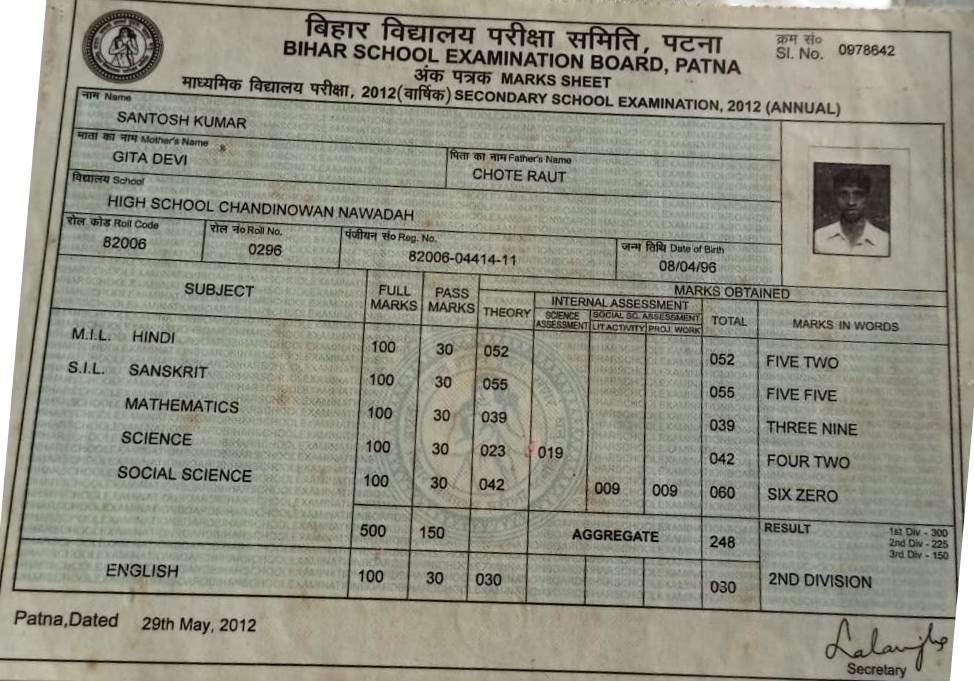 बिहार विद्यालय परीक्षा समिति, पटना
BIHAR SCHOOL EXAMINATION BOARD, PATNA
क्रम सं०
Sl. No. 0978642
अंक पत्रक MARKS SHEET
माध्यमिक विद्यालय परीक्षा, 2012(वार्षिक) SECONDARY SCHOOL EXAMINATION, 2012 (ANNUAL)
नाम Name
SANTOSH KUMAR
माता का नाम Mother's Name
GITA DEVI
पिता का नाम Father's Name
CHOTE RAUT
विद्यालय School
HIGH SCHOOL CHANDINOWAN NAWADAH
रोल कोड Roll Code
82006
रोल नं० Roll No.
0296
पंजीयन सं० Reg. No.
82006-04414-11
जन्म तिथि Date of Birth
08/04/96
SUBJECT FULL MARKS PASS MARKS MARKS OBTAINED
THEORY INTERNAL ASSESSMENT TOTAL MARKS IN WORDS
SCIENCE ASSESSMENT SOCIAL SC. ASSESSMENT
LIT ACTIVITY PROJ. WORK
M.I.L. HINDI 100 30 052 052 FIVE TWO
S.I.L. SANSKRIT 100 30 055 055 FIVE FIVE
MATHEMATICS 100 30 039 039 THREE NINE
SCIENCE 100 30 023 019 042 FOUR TWO
SOCIAL SCIENCE 100 30 042 009 009 060 SIX ZERO
500 150 AGGREGATE 248
RESULT
1st Div - 300
2nd Div - 225
3rd Div - 150
ENGLISH 100 30 030 030 2ND DIVISION
Patna,Dated 29th May, 2012
Secretary